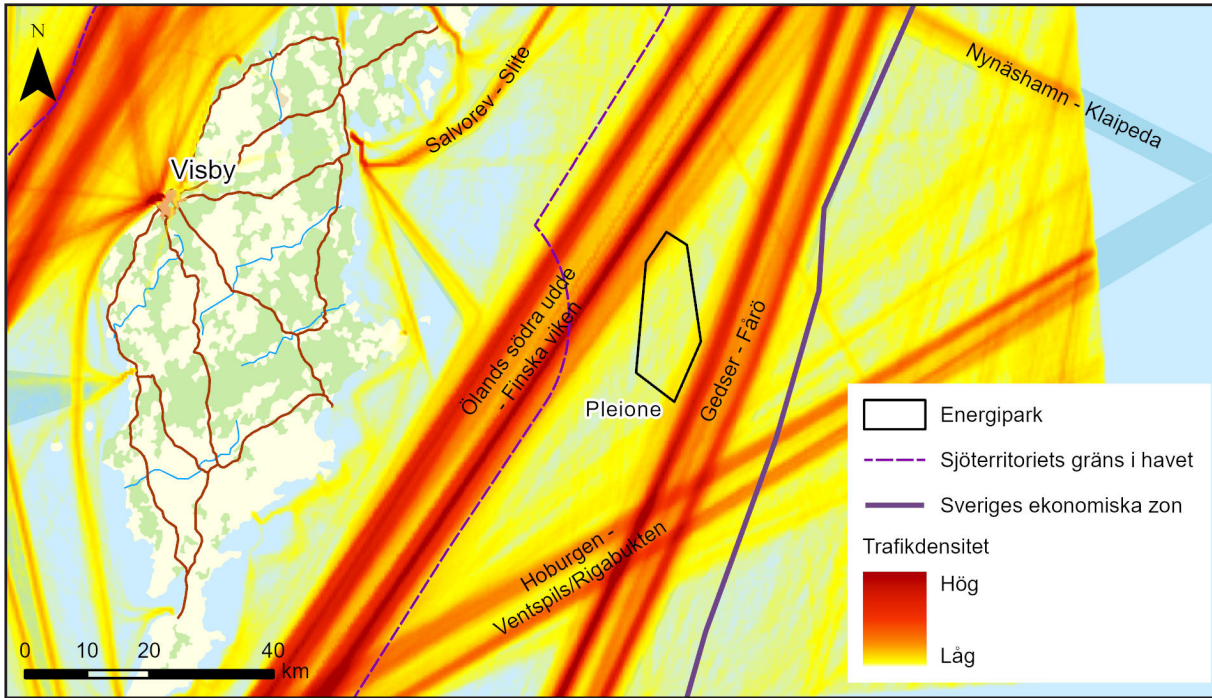 N
Nynäshamn - Klaipeda
Salvorev - Slite
Visby
Ölands södra udde
- Finska viken
Gedser - Fårö
Pleione
Hoburgen -
Ventspils/Rigabukten
0 10 20 40
km
Energipark
Sjöterritoriets gräns i havet
Sveriges ekonomiska zon
Trafikdensitet
Hög
Låg